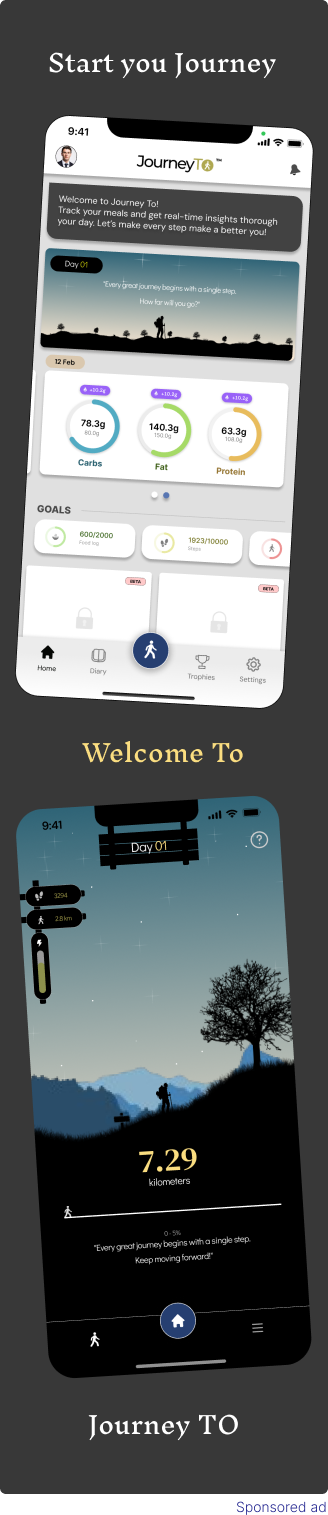 Start you Journey
9:41
JourneyTo ™
Welcome to Journey To!
Track your meals and get real-time insights thorough
your day. Let's make every step make a better you!
Day 01
"Every great journey begins with a single step.
How far will you go?"
12 Feb
+10.2g
+10.2g
+10.2g
78.3g
60.0g
140.3g
150.0g
63.3g
108.0g
Carbs
Fat
Protein
GOALS
600/2000
Food log
1923/10000
Steps
BETA
BETA
Home
Diary
Trophies
Settings
Welcome To
9:41
Day 01
?
3294
2.8 km
7.29
kilometers
0 - 5%
"Every great journey begins with a single step.
Keep moving forward!"
Journey TO
Sponsored ad